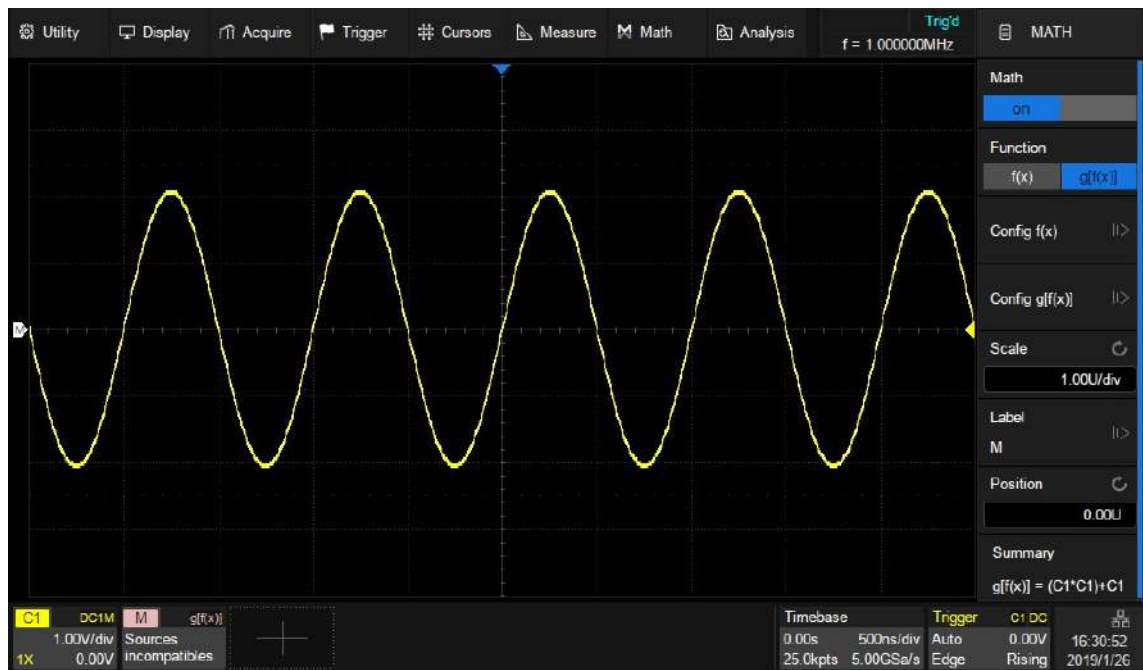 Utility Display Acquire Trigger Cursors Measure Math Analysis
Trig'd
f = 1.000000MHz
MATH
Math
on
Function
f(x) g[f(x)]
Config f(x)
Config g[f(x)]
Scale
1.00U/div
Label
M
Position
0.00U
Summary
g[f(x)] = (C1*C1)+C1
M
C1 DC1M
1.00V/div
1X 0.00V
M g[f(x)]
Sources
incompatibles
Timebase
0.00s 500ns/div
25.0kpts 5.00GSa/s
Trigger C1 DC
Auto 0.00V
Edge Rising
16:30:52
2019/1/26